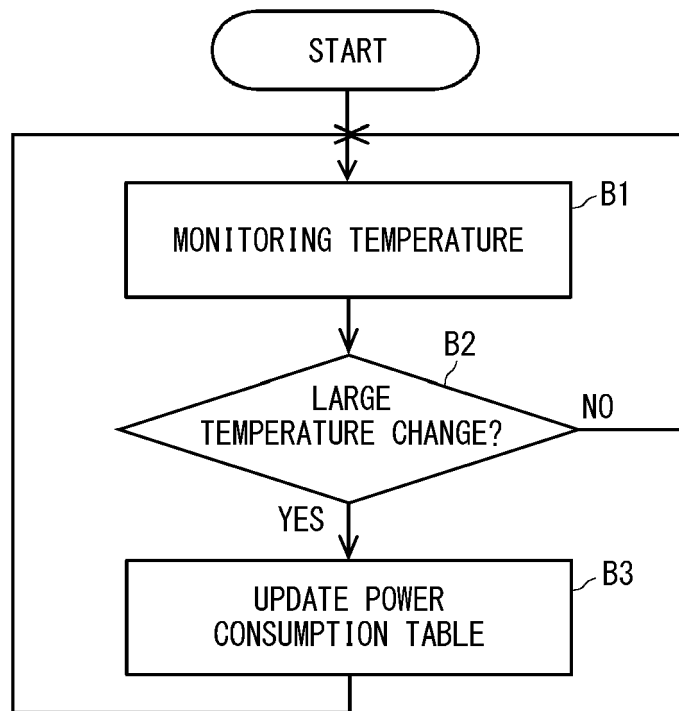 START
B1
MONITORING TEMPERATURE
B2
LARGE
TEMPERATURE CHANGE?
NO
YES
B3
UPDATE POWER
CONSUMPTION TABLE